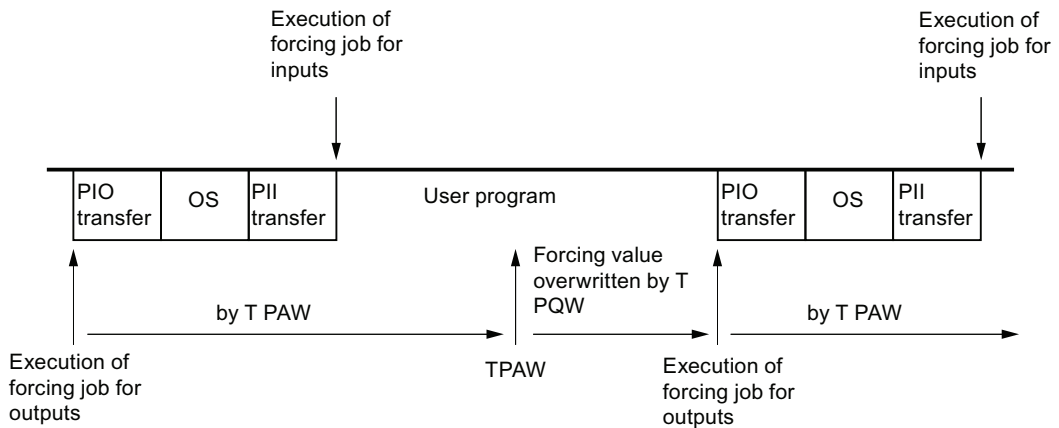 Execution of
forcing job for
inputs
Execution of
forcing job for
inputs
PIO
transfer
OS
PII
transfer
User program
PIO
transfer
OS
PII
transfer
Forcing value
overwritten by T
PQW
by T PAW
by T PAW
Execution of
forcing job for
outputs
TPAW
Execution of
forcing job for
outputs